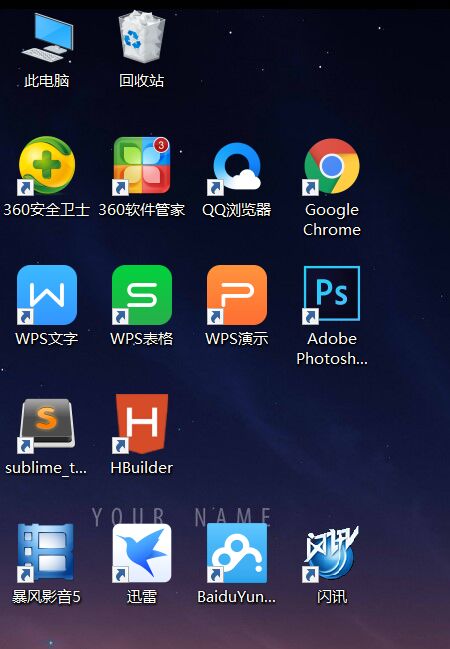 此电脑
回收站
3
360安全卫士
360软件管家
QQ浏览器
Google
Chrome
W
S
P
Ps
WPS文字
WPS表格
WPS演示
Adobe
Photosh...
S
H
sublime_t...
HBuilder
YOUR NAME
闪讯
暴风影音5
迅雷
BaiduYun...
闪讯